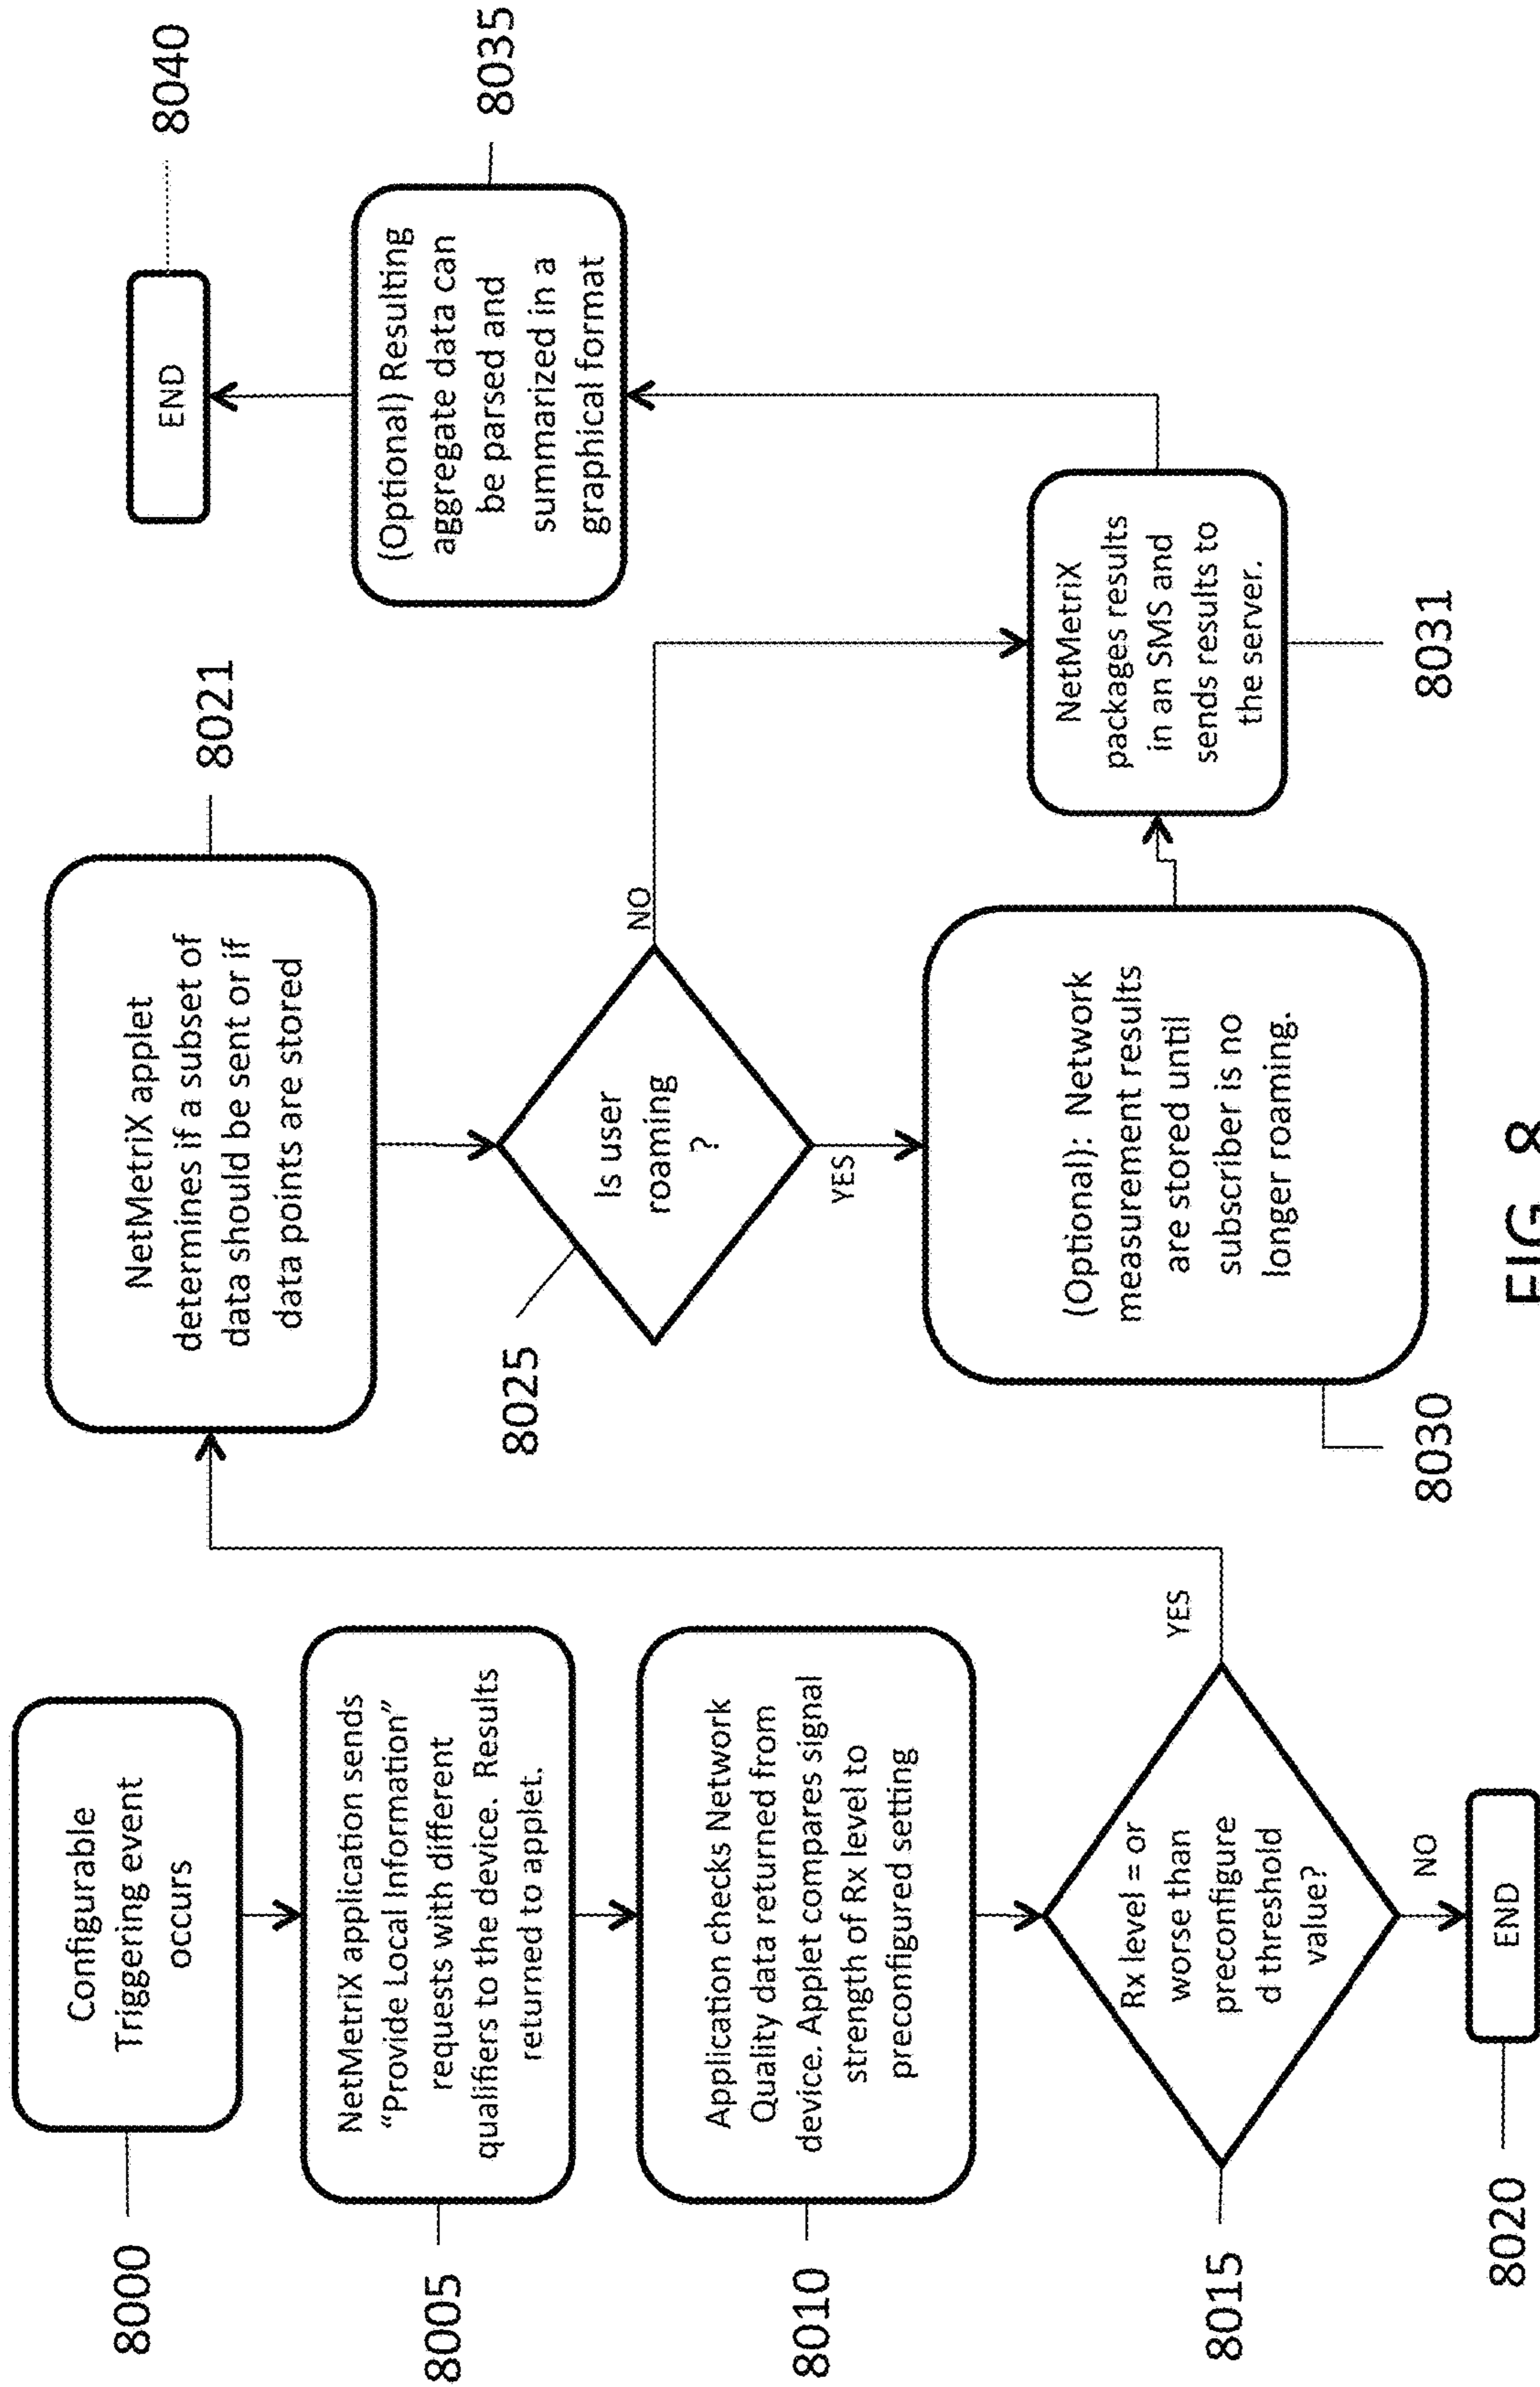 8000
Configurable
Triggering event
occurs
8005
NetMetriX application sends
“Provide Local Information”
requests with different
qualifiers to the device.  Results
returned to applet.
8010
Application checks Network
Quality data returned from
device. Applet compares signal
strength of Rx level to
preconfigured setting
8015
Rx level = or
worse than
preconfigure
d threshold
value?
YES
NO
8020
END
8021
NetMetriX applet
determines if a subset of
data should be sent or if
data points are stored
8025
Is user
roaming
?
NO
YES
8030
(Optional):  Network
measurement results
are stored until
subscriber is no
longer roaming.
8031
NetMetriX
packages results
in an SMS and
sends results to
the server.
8035
(Optional) Resulting
aggregate data can
be parsed and
summarized in a
graphical format
8040
END
FIG. 8